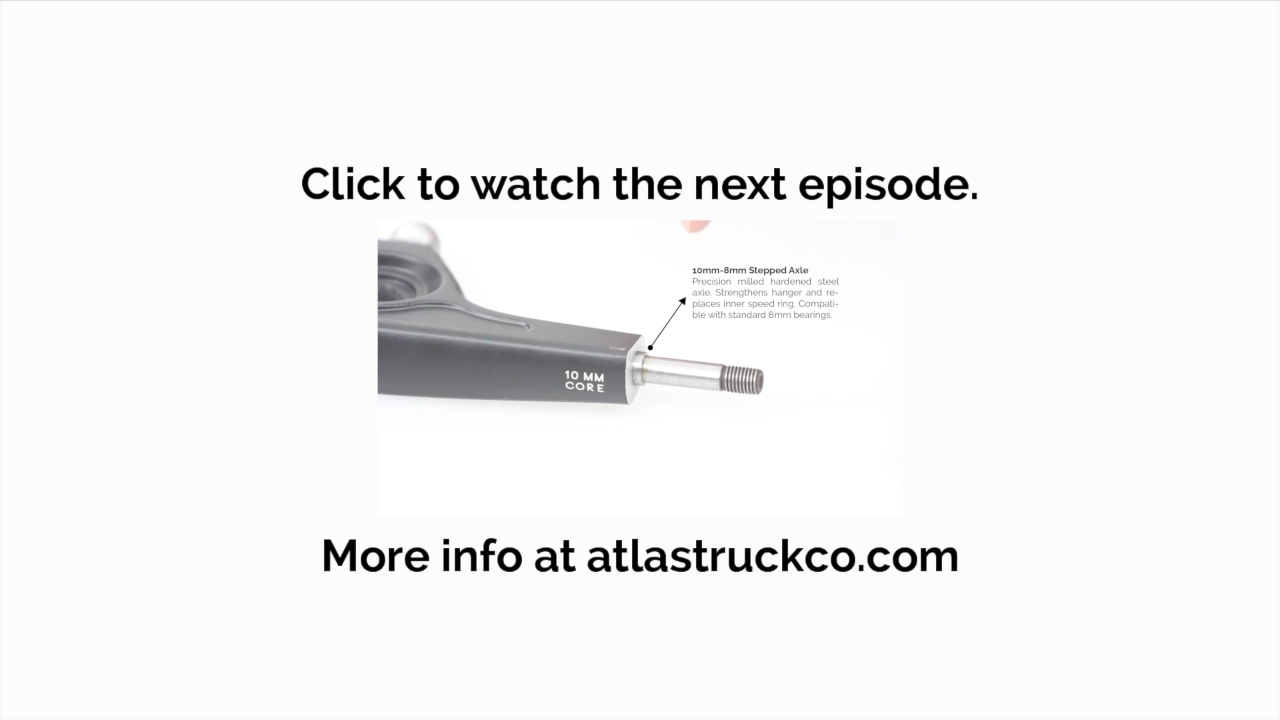 Click to watch the next episode.
10mm-8mm Stepped Axle
Precision milled hardened steel
axle. Strengthens hanger and re-
places inner speed ring. Compati-
ble with standard 8mm bearings.
10 MM
CORE
More info at atlastruckco.com